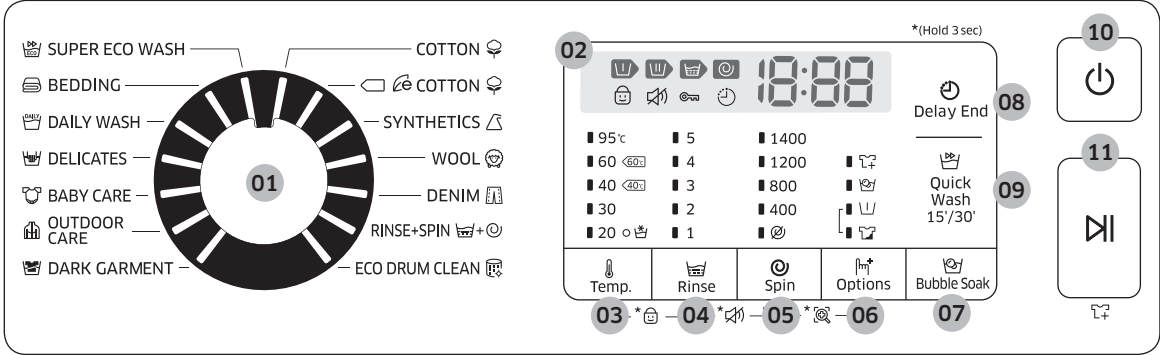 SUPER ECO WASH
BEDDING
DAILY WASH
DELICATES
BABY CARE
OUTDOOR
CARE
DARK GARMENT
01
COTTON
é COTTON
SYNTHETICS
WOOL
DENIM
RINSE+SPIN +
ECO DRUM CLEAN
*(Hold 3 sec)
02
18:88
95℃
60 60℃
40 40℃
30
20
5
4
3
2
1
1400
1200
800
400
Delay End
08
Quick
Wash
15'/30'
09
Temp.
Rinse
Spin
Options
Bubble Soak
03 * 04 * 05 * 06
07
10
11